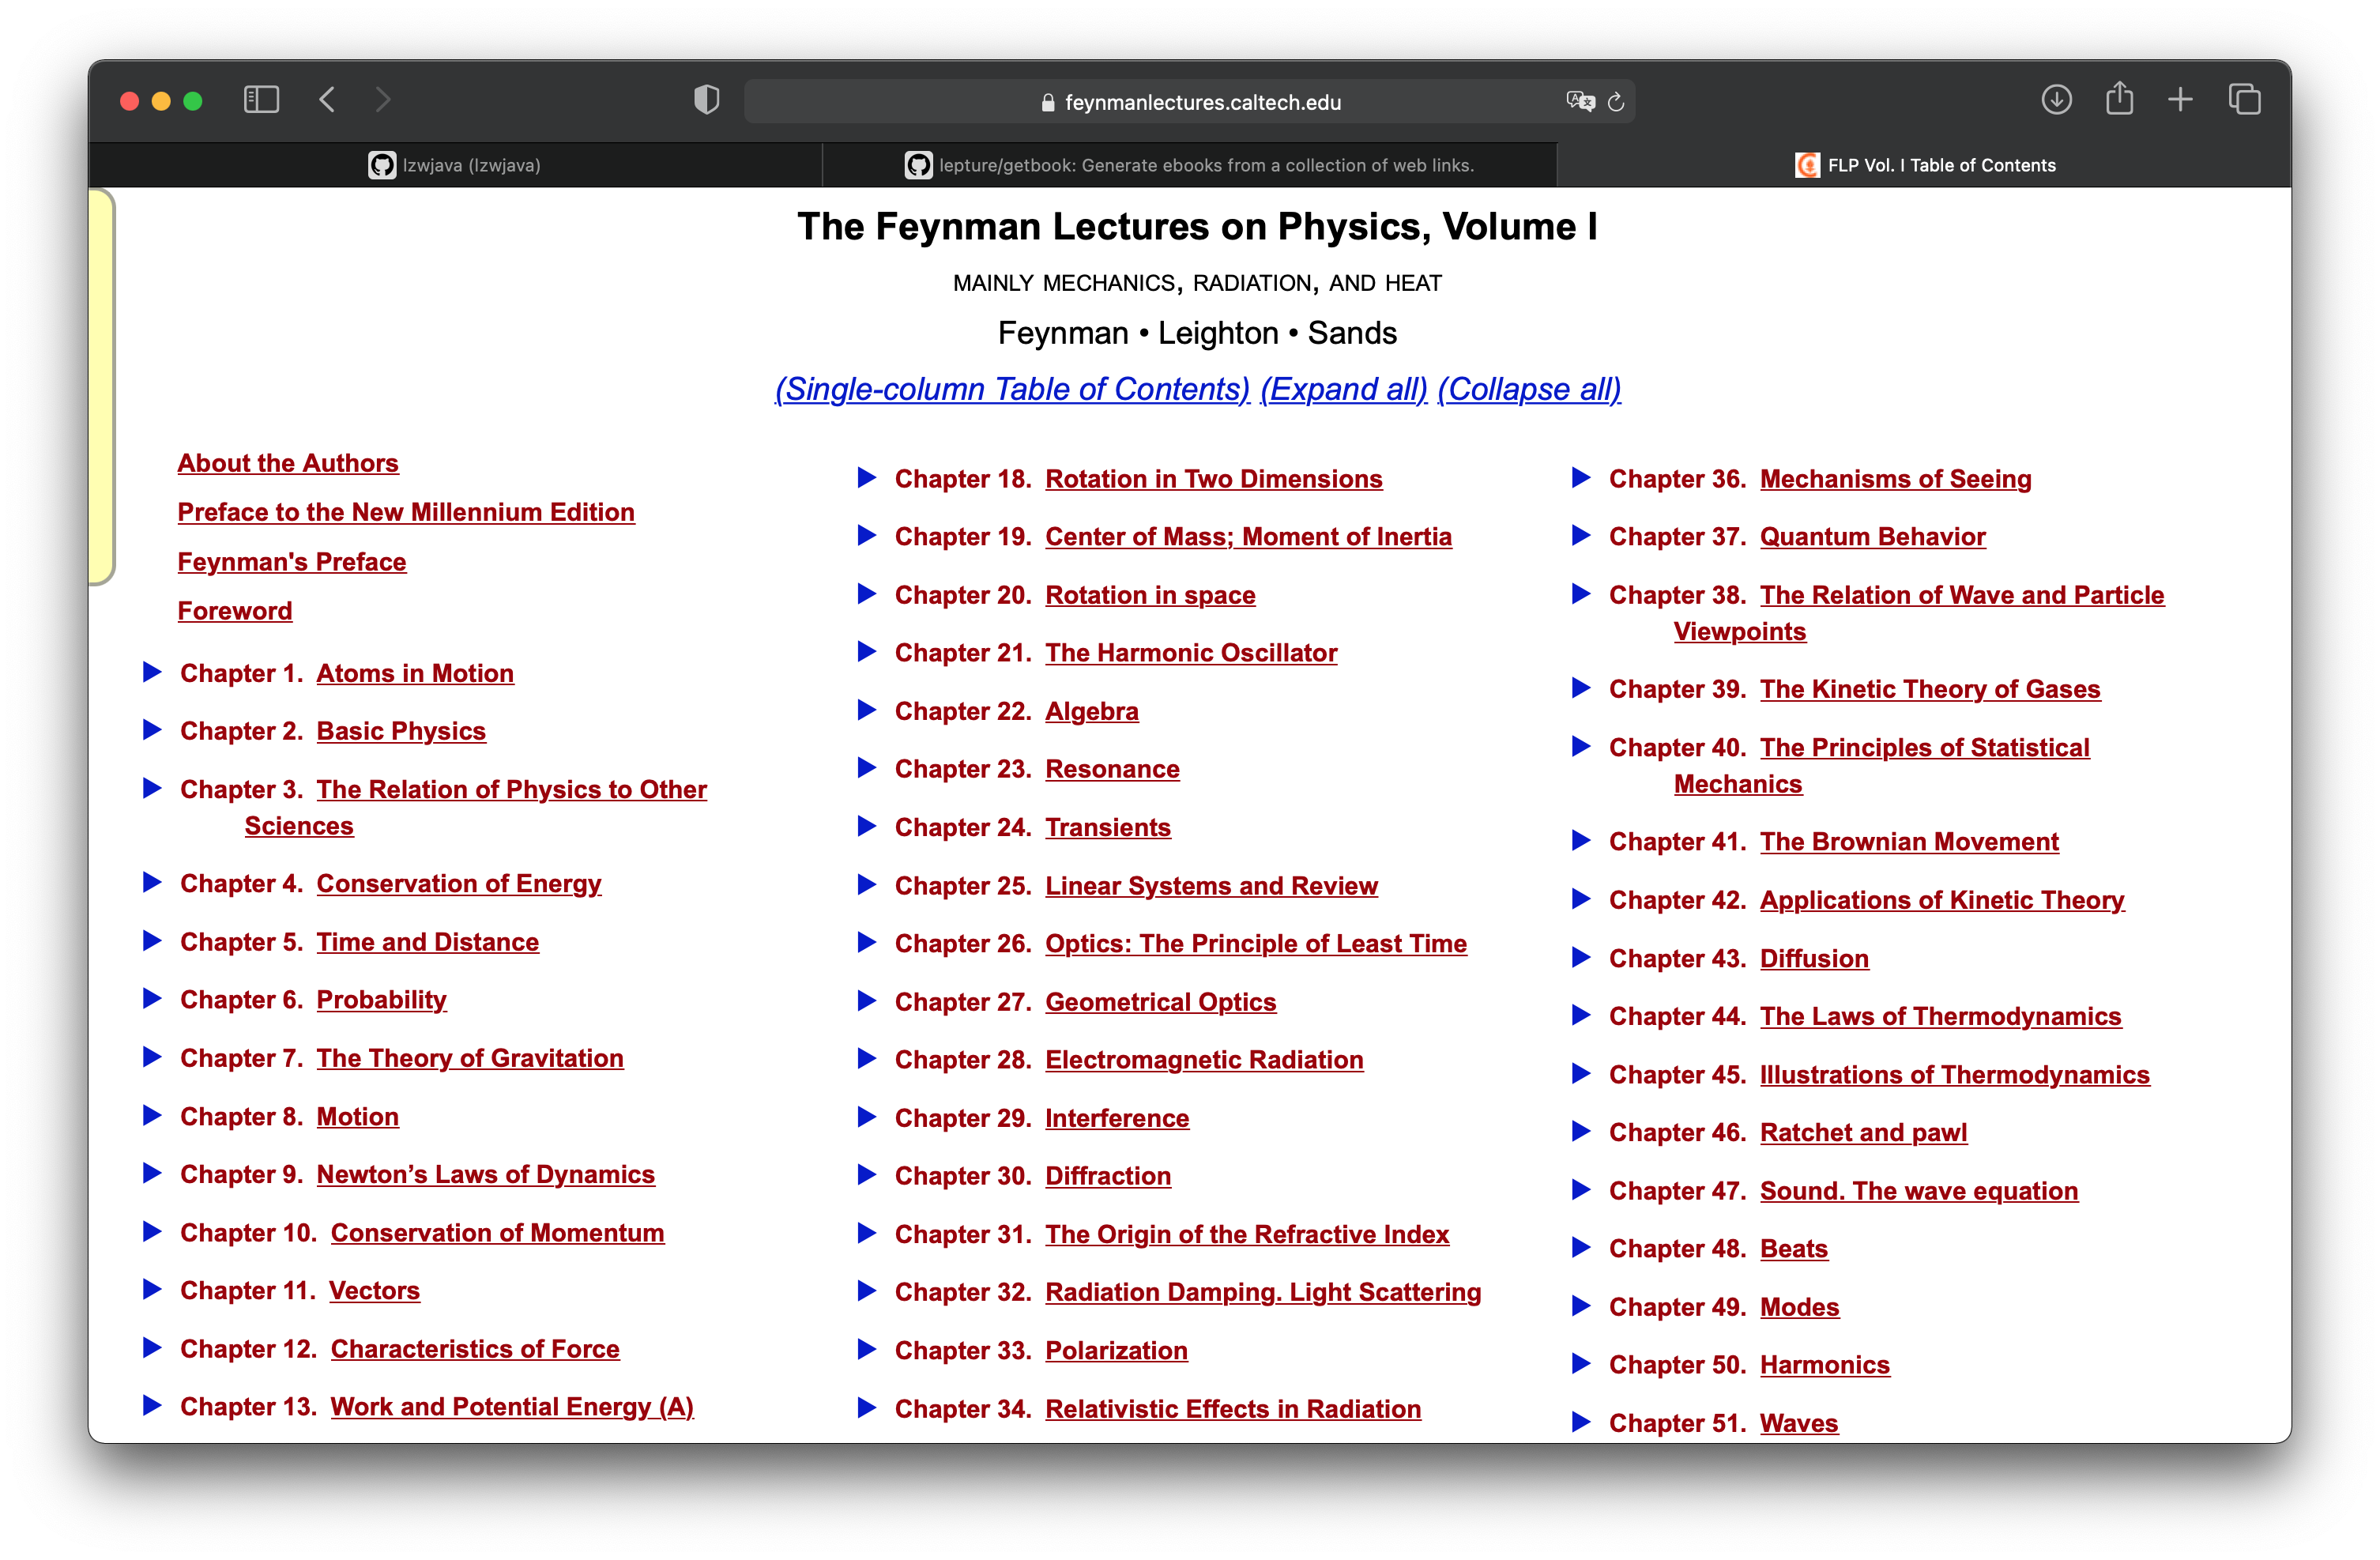 feynmanlectures.caltech.edu
lzwjava (lzwjava)
lepture/getbook: Generate ebooks from a collection of web links.
FLP Vol. I Table of Contents
The Feynman Lectures on Physics, Volume I
MAINLY MECHANICS, RADIATION, AND HEAT
Feynman • Leighton • Sands
(Single-column Table of Contents) (Expand all) (Collapse all)
About the Authors
Preface to the New Millennium Edition
Feynman's Preface
Foreword
Chapter 1. Atoms in Motion
Chapter 2. Basic Physics
Chapter 3. The Relation of Physics to Other
Sciences
Chapter 4. Conservation of Energy
Chapter 5. Time and Distance
Chapter 6. Probability
Chapter 7. The Theory of Gravitation
Chapter 8. Motion
Chapter 9. Newton’s Laws of Dynamics
Chapter 10. Conservation of Momentum
Chapter 11. Vectors
Chapter 12. Characteristics of Force
Chapter 13. Work and Potential Energy (A)
Chapter 18. Rotation in Two Dimensions
Chapter 19. Center of Mass; Moment of Inertia
Chapter 20. Rotation in space
Chapter 21. The Harmonic Oscillator
Chapter 22. Algebra
Chapter 23. Resonance
Chapter 24. Transients
Chapter 25. Linear Systems and Review
Chapter 26. Optics: The Principle of Least Time
Chapter 27. Geometrical Optics
Chapter 28. Electromagnetic Radiation
Chapter 29. Interference
Chapter 30. Diffraction
Chapter 31. The Origin of the Refractive Index
Chapter 32. Radiation Damping. Light Scattering
Chapter 33. Polarization
Chapter 34. Relativistic Effects in Radiation
Chapter 36. Mechanisms of Seeing
Chapter 37. Quantum Behavior
Chapter 38. The Relation of Wave and Particle
Viewpoints
Chapter 39. The Kinetic Theory of Gases
Chapter 40. The Principles of Statistical
Mechanics
Chapter 41. The Brownian Movement
Chapter 42. Applications of Kinetic Theory
Chapter 43. Diffusion
Chapter 44. The Laws of Thermodynamics
Chapter 45. Illustrations of Thermodynamics
Chapter 46. Ratchet and pawl
Chapter 47. Sound. The wave equation
Chapter 48. Beats
Chapter 49. Modes
Chapter 50. Harmonics
Chapter 51. Waves